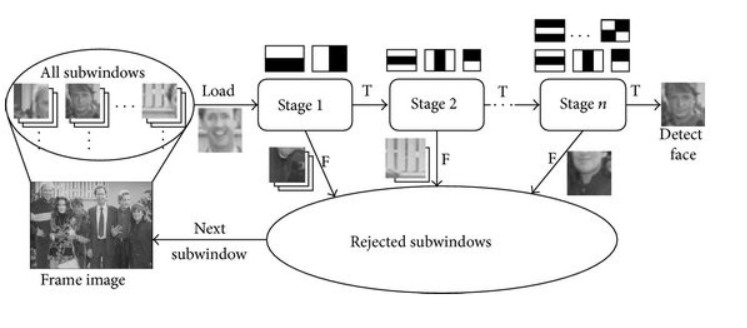 All subwindows
. . .
Load
Stage 1
T
Stage 2
T
. . .
Stage n
T
Detect
face
F
F
F
Next
subwindow
Rejected subwindows
Frame image